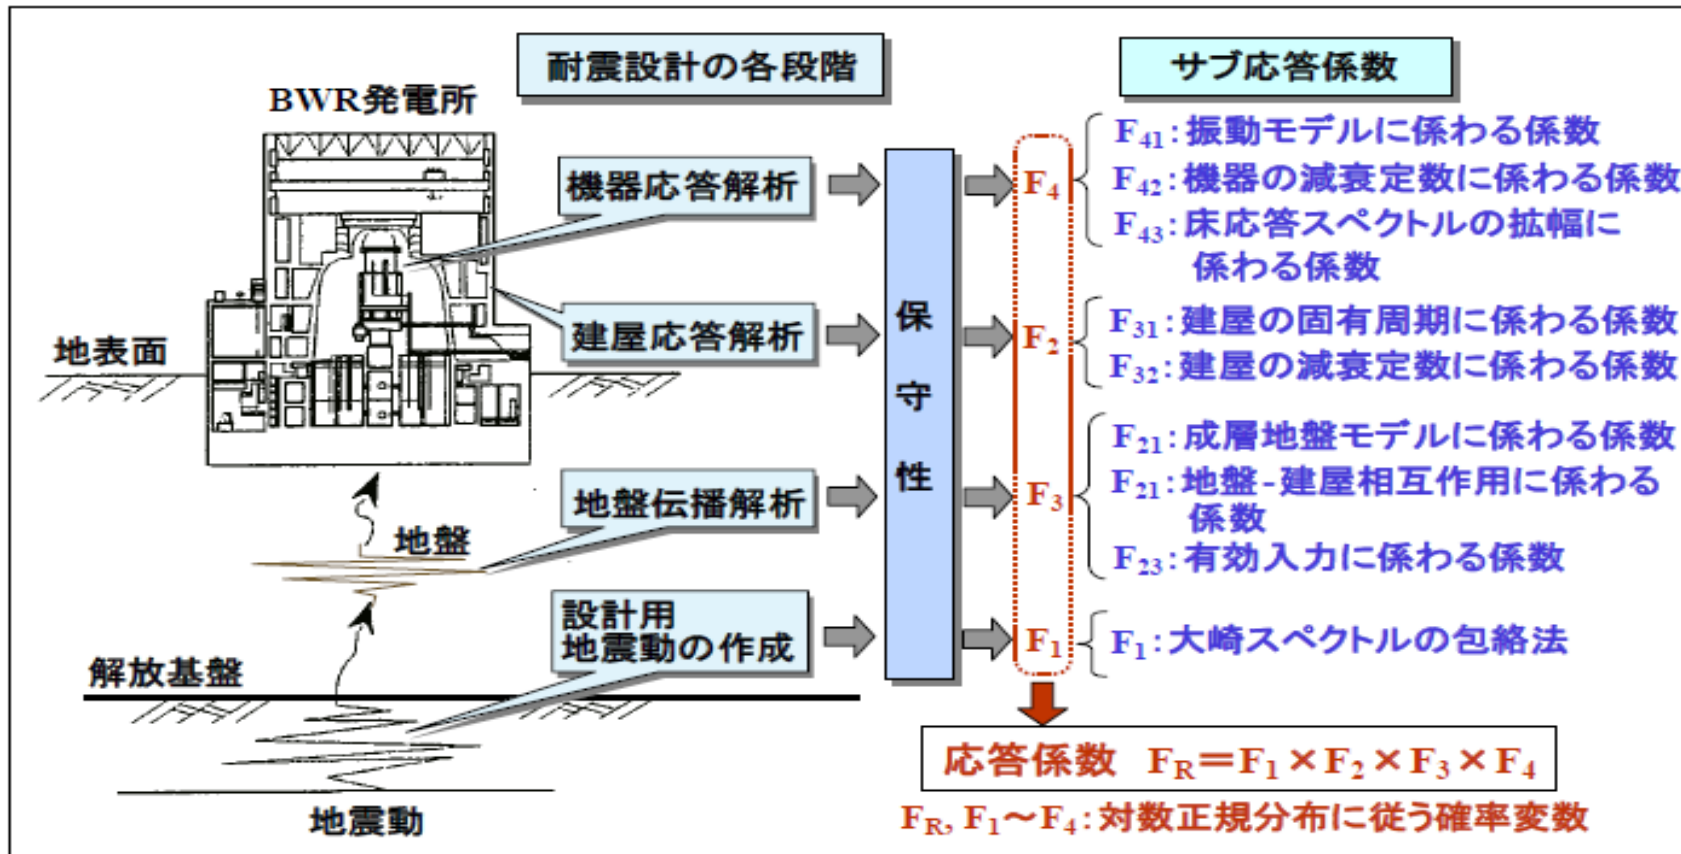 耐震設計の各段階
サブ応答係数
BWR発電所
機器応答解析
建屋応答解析
地表面
地盤伝播解析
地盤
設計用
地震動の作成
解放基盤
地震動
保
守
性
F4
F2
F3
F1
F41:振動モデルに係わる係数
F42:機器の減衰定数に係わる係数
F43:床応答スペクトルの拡幅に
係わる係数
F31:建屋の固有周期に係わる係数
F32:建屋の減衰定数に係わる係数
F21:成層地盤モデルに係わる係数
F21:地盤-建屋相互作用に係わる
係数
F23:有効入力に係わる係数
F1:大崎スペクトルの包絡法
応答係数 FR=F1×F2×F3×F4
FR, F1~F4:対数正規分布に従う確率変数